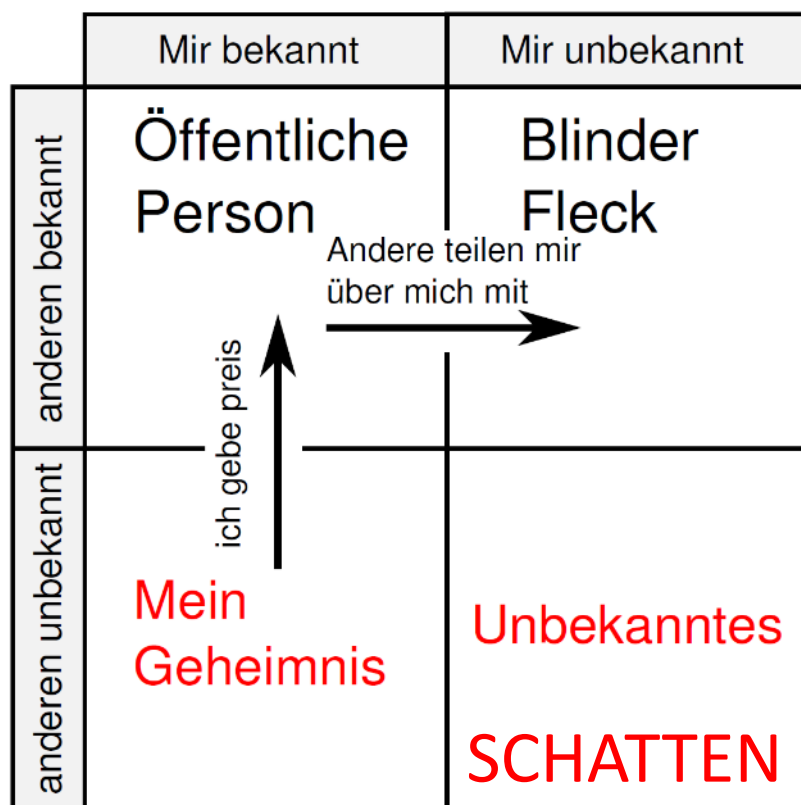 Mir bekannt
Mir unbekannt
anderen bekannt
Öffentliche
Person
Blinder
Fleck
Andere teilen mir
über mich mit
ich gebe preis
anderen unbekannt
Mein
Geheimnis
Unbekanntes
SCHATTEN